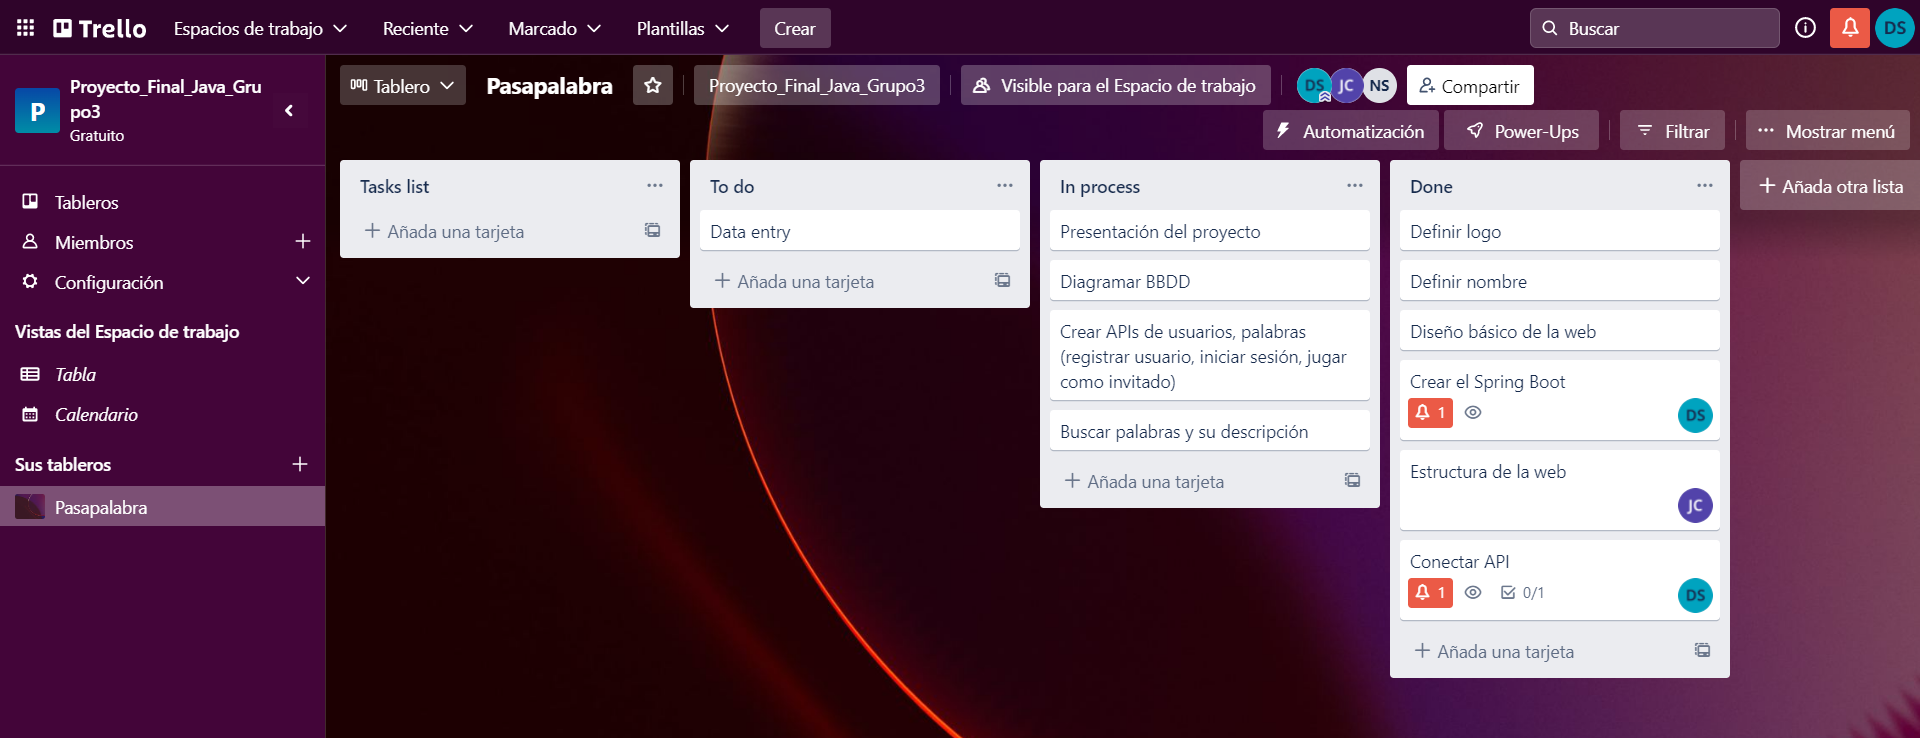 Trello
Espacios de trabajo
Reciente
Marcado
Plantillas
Crear
Buscar
DS
P
Proyecto_Final_Java_Gru
po3
Gratuito
Tableros
Miembros
Configuración
Vistas del Espacio de trabajo
Tabla
Calendario
Sus tableros
Pasapalabra
Tablero
Pasapalabra
Proyecto_Final_Java_Grupo3
Visible para el Espacio de trabajo
DS
JC
NS
Compartir
Automatización
Power-Ups
Filtrar
Mostrar menú
Tasks list
Añada una tarjeta
To do
Data entry
Añada una tarjeta
In process
Presentación del proyecto
Diagramar BBDD
Crear APIs de usuarios, palabras
(registrar usuario, iniciar sesión, jugar
como invitado)
Buscar palabras y su descripción
Añada una tarjeta
Done
Definir logo
Definir nombre
Diseño básico de la web
Crear el Spring Boot
1
DS
Estructura de la web
JC
Conectar API
1
0/1
DS
Añada una tarjeta
Añada otra lista